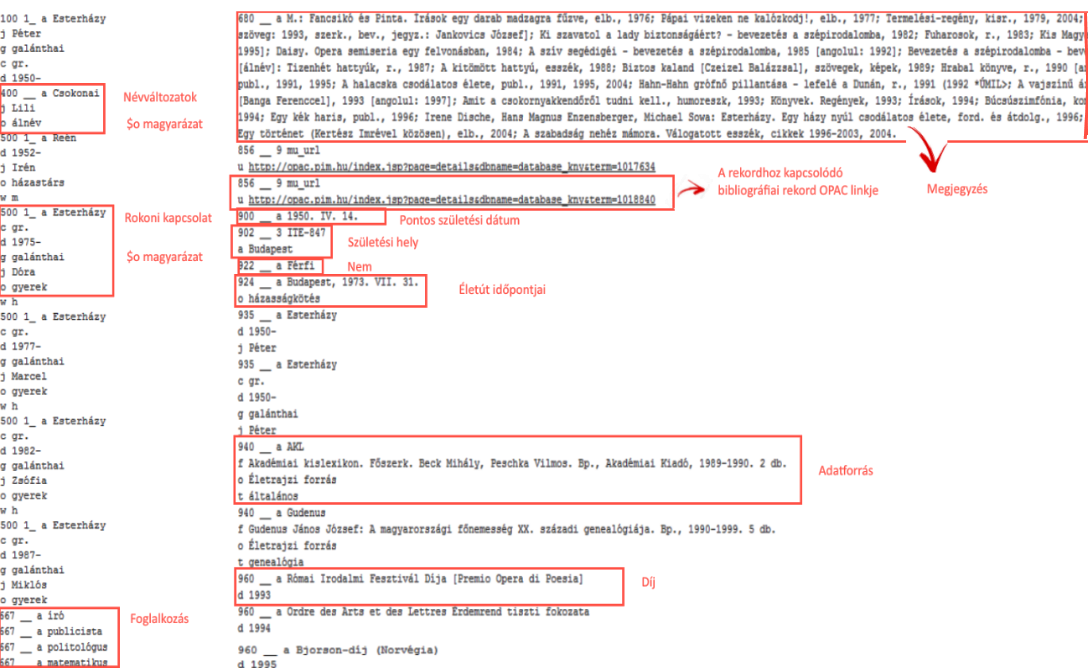 100 1_ a Esterházy
j Péter
g galánthai
c gr.
d 1950-
400 __ a Csokonai
j Lili
o álnév
Névváltozatok
$o magyarázat
500 1_ a Reén
d 1952-
j Irén
o házastárs
w m
500 1_ a Esterházy
c gr.
d 1975-
g galánthai
j Dóra
o gyerek
w h
Rokoni kapcsolat
$o magyarázat
500 1_ a Esterházy
c gr.
d 1977-
g galánthai
j Marcel
o gyerek
w h
500 1_ a Esterházy
c gr.
d 1982-
g galánthai
j Zsófia
o gyerek
w h
500 1_ a Esterházy
c gr.
d 1987-
g galánthai
j Miklós
o gyerek
667 __ a író
667 __ a publicista
667 __ a politológus
667 __ a matematikus
Foglalkozás
680 __ a M.: Fancsikó és Pinta. Írások egy darab madzagra fűzve, elb., 1976; Pápai vizeken ne kalózkodj!, elb., 1977; Termelési-regény, kisr., 1979, 2004;
szöveg: 1993, szerk., bev., jegyz.: Jankovics József]; Ki szavatol a lady biztonságáért? - bevezetés a szépirodalomba, 1982; Fuharosok, r., 1983; Kis Magy
1995]; Daisy. Opera semiseria egy felvonásban, 1984; A szív segédigéi - bevezetés a szépirodalomba, 1985 [angolul: 1992]; Bevezetés a szépirodalomba - bev
[álnév]: Tizenhét hattyúk, r., 1987; A kitömött hattyú, esszék, 1988; Biztos kaland [Czeizel Balázzsal], szövegek, képek, 1989; Hrabal könyve, r., 1990 [a
publ., 1991, 1995; A halacska csodálatos élete, publ., 1991, 1995, 2004; Hahn-Hahn grófnő pillantása - lefelé a Dunán, r., 1991 (1992 *ÚMIL>; A vajszínű á
[Banga Ferenccel], 1993 [angolul: 1997]; Amit a csokornyakkendőről tudni kell., humoreszk, 1993; Könyvek. Regények, 1993; Írások, 1994; Búcsúszimfónia, ko
1994; Egy kék haris, publ., 1996; Irene Dische, Hans Magnus Enzensberger, Michael Sowa: Esterházy. Egy házy nyúl csodálatos élete, ford. és átdolg., 1996;
Egy történet (Kertész Imrével közösen), elb., 2004; A szabadság nehéz mámora. Válogatott esszék, cikkek 1996-2003, 2004.
Megjegyzés
856 __ 9 mu_url
u http://opac.pim.hu/index.jsp?page=details&dbname=database_kny&term=1017634
856 __ 9 mu_url
u http://opac.pim.hu/index.jsp?page=details&dbname=database_kny&term=1018840
A rekordhoz kapcsolódó
bibliográfiai rekord OPAC linkje
900 __ a 1950. IV. 14.
Pontos születési dátum
902 __ 3 ITE-847
a Budapest
Születési hely
922 __ a Férfi
Nem
924 __ a Budapest, 1973. VII. 31.
o házasságkötés
Életút időpontjai
935 __ a Esterházy
d 1950-
j Péter
935 __ a Esterházy
c gr.
d 1950-
g galánthai
j Péter
940 __ a AKL
f Akadémiai kislexikon. Főszerk. Beck Mihály, Peschka Vilmos. Bp., Akadémiai Kiadó, 1989-1990. 2 db.
o Életrajzi forrás
t általános
Adatforrás
940 __ a Gudenus
f Gudenus János József: A magyarországi főnemesség XX. századi genealógiája. Bp., 1990-1999. 5 db.
o Életrajzi forrás
t genealógia
960 __ a Római Irodalmi Fesztivál Díja [Premio Opera di Poesia]
d 1993
Díj
960 __ a Ordre des Arts et des Lettres Érdemrend tiszti fokozata
d 1994
960 __ a Bjorson-díj (Norvégia)
d 1995